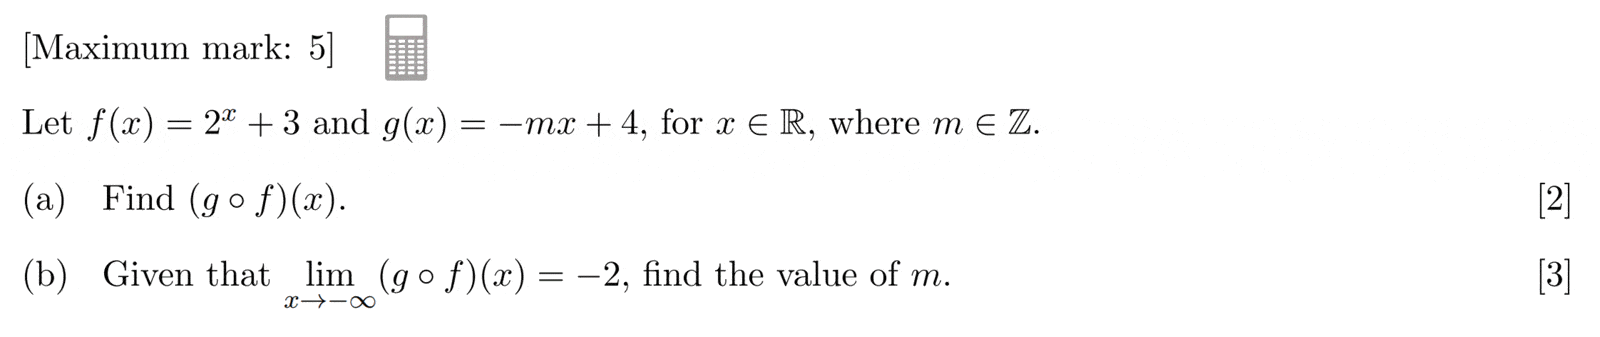 [Maximum mark: 5]
Let f(x) = 2ˣ + 3 and g(x) = −mx + 4, for x ∈ ℝ, where m ∈ ℤ.
(a) Find (g ∘ f)(x). [2]
(b) Given that lim_{x→−∞} (g ∘ f)(x) = −2, find the value of m. [3]